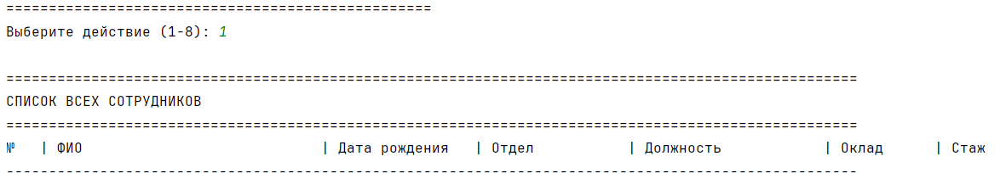 ==================================================
Выберите действие (1-8): 1
====================================================================================================
СПИСОК ВСЕХ СОТРУДНИКОВ
====================================================================================================
№   | ФИО                            | Дата рождения   | Отдел           | Должность            | Оклад      | Стаж
----------------------------------------------------------------------------------------------------